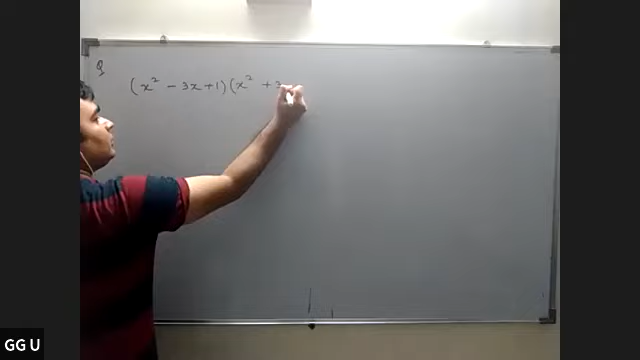 Q
(x² - 3x + 1)(x² +
GG U